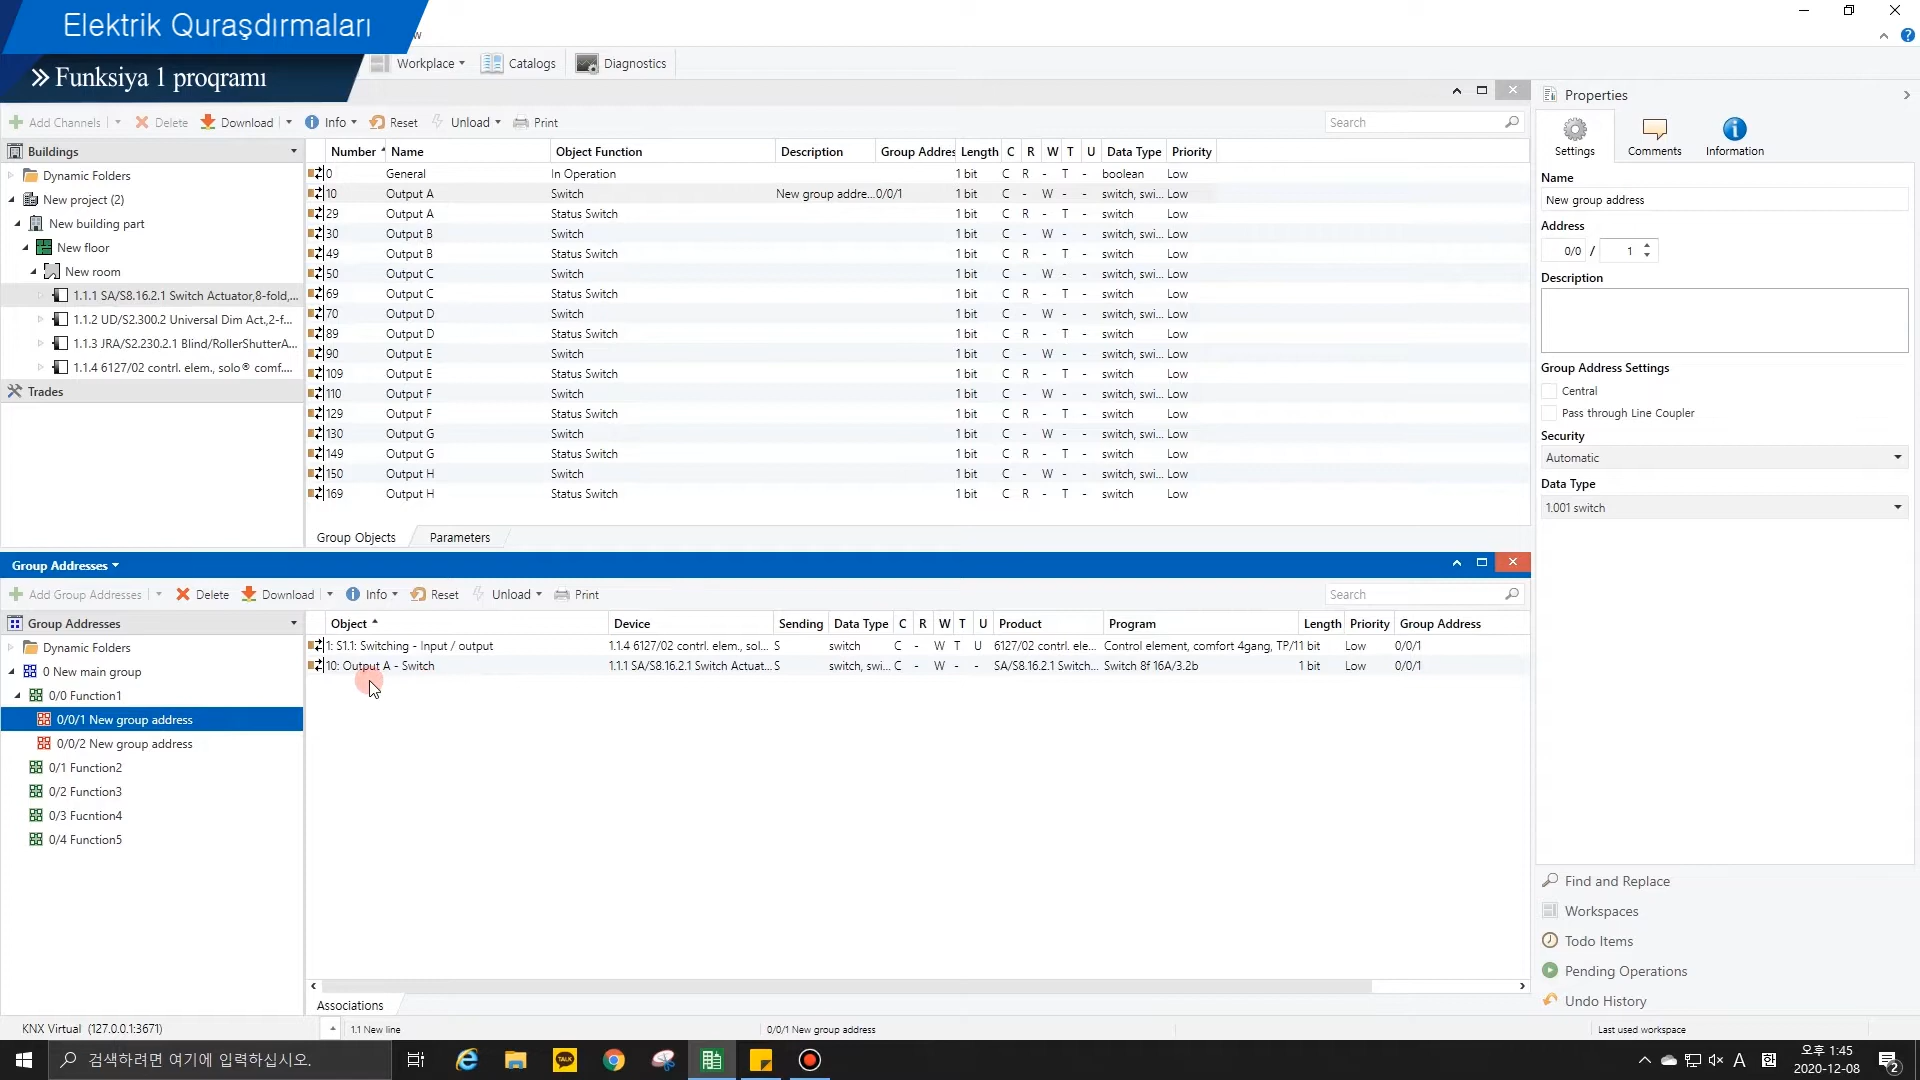 Elektrik Quraşdırmaları
» Funksiya 1 proqramı
Workplace Catalogs Diagnostics
Add Channels Delete Download Info Reset Unload Print Search
Buildings
Dynamic Folders
New project (2)
New building part
New floor
New room
1.1.1 SA/S8.16.2.1 Switch Actuator,8-fold,...
1.1.2 UD/S2.300.2 Universal Dim Act.,2-f...
1.1.3 JRA/S2.230.2.1 Blind/RollerShutterA...
1.1.4 6127/02 contrl. elem., solo® comf....
Trades
Number Name Object Function Description Group Addres Length C R W T U Data Type Priority
0 General In Operation 1 bit C R - T - boolean Low
10 Output A Switch New group addre... 0/0/1 1 bit C - W - - switch, swi... Low
29 Output A Status Switch 1 bit C R - T - switch Low
30 Output B Switch 1 bit C - W - - switch, swi... Low
49 Output B Status Switch 1 bit C R - T - switch Low
50 Output C Switch 1 bit C - W - - switch, swi... Low
69 Output C Status Switch 1 bit C R - T - switch Low
70 Output D Switch 1 bit C - W - - switch, swi... Low
89 Output D Status Switch 1 bit C R - T - switch Low
90 Output E Switch 1 bit C - W - - switch, swi... Low
109 Output E Status Switch 1 bit C R - T - switch Low
110 Output F Switch 1 bit C - W - - switch, swi... Low
129 Output F Status Switch 1 bit C R - T - switch Low
130 Output G Switch 1 bit C - W - - switch, swi... Low
149 Output G Status Switch 1 bit C R - T - switch Low
150 Output H Switch 1 bit C - W - - switch, swi... Low
169 Output H Status Switch 1 bit C R - T - switch Low
Group Objects Parameters
Group Addresses
Add Group Addresses Delete Download Info Reset Unload Print Search
Group Addresses
Dynamic Folders
0 New main group
0/0 Function1
0/0/1 New group address
0/0/2 New group address
0/1 Function2
0/2 Function3
0/3 Fucntion4
0/4 Function5
Object Device Sending Data Type C R W T U Product Program Length Priority Group Address
1: S1.1: Switching - Input / output 1.1.4 6127/02 contrl. elem., sol... S switch C - W T U 6127/02 contrl. ele... Control element, comfort 4gang, TP/1 1 bit Low 0/0/1
10: Output A - Switch 1.1.1 SA/S8.16.2.1 Switch Actuat... S switch, swi... C - W - - SA/S8.16.2.1 Switch... Switch 8f 16A/3.2b 1 bit Low 0/0/1
Associations
Properties
Settings Comments Information
Name
New group address
Address
0/0 / 1
Description
Group Address Settings
Central
Pass through Line Coupler
Security
Automatic
Data Type
1.001 switch
Find and Replace
Workspaces
Todo Items
Pending Operations
Undo History
KNX Virtual (127.0.0.1:3671) 1.1 New line 0/0/1 New group address Last used workspace
검색하려면 여기에 입력하십시오.
TALK
A 한
오후 1:45
2020-12-08
2